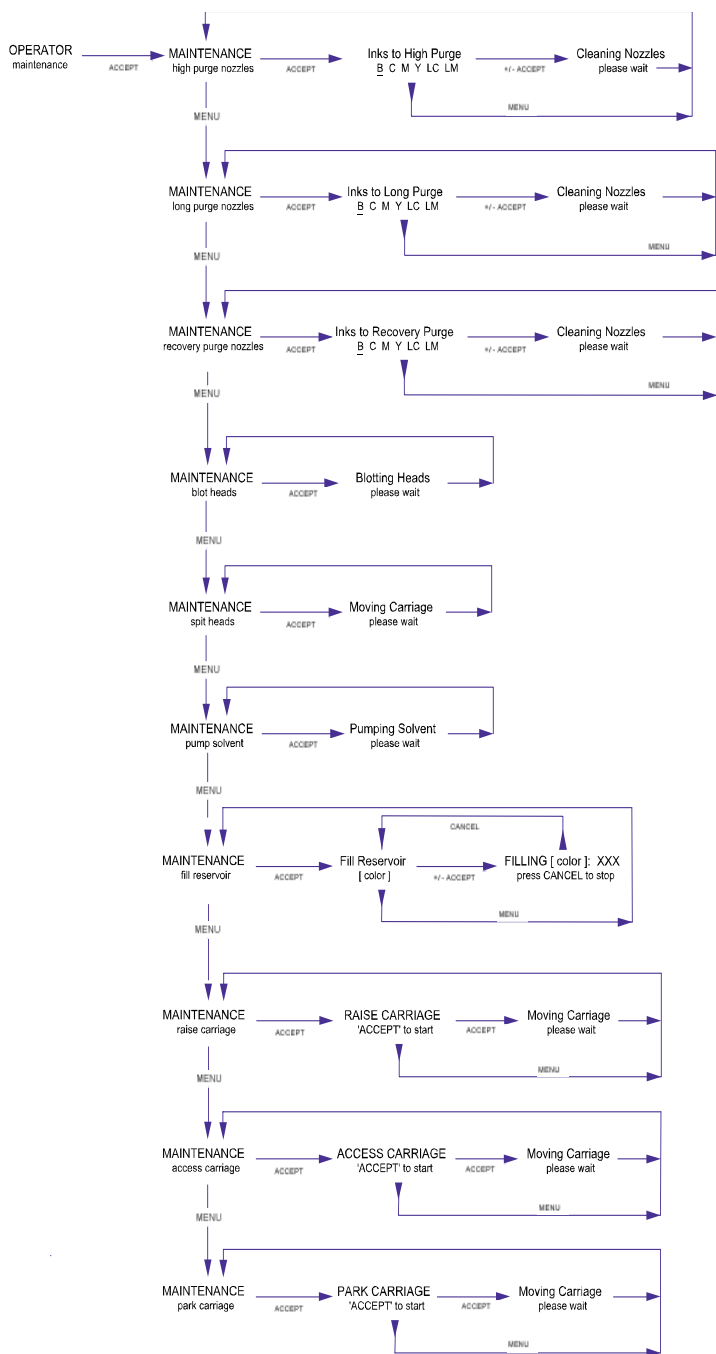 OPERATOR
maintenance
ACCEPT
MAINTENANCE
high purge nozzles
ACCEPT
Inks to High Purge
B C M Y LC LM
+/- ACCEPT
Cleaning Nozzles
please wait
MENU
MENU
MAINTENANCE
long purge nozzles
ACCEPT
Inks to Long Purge
B C M Y LC LM
+/- ACCEPT
Cleaning Nozzles
please wait
MENU
MENU
MAINTENANCE
recovery purge nozzles
ACCEPT
Inks to Recovery Purge
B C M Y LC LM
+/- ACCEPT
Cleaning Nozzles
please wait
MENU
MENU
MAINTENANCE
blot heads
ACCEPT
Blotting Heads
please wait
MENU
MAINTENANCE
spit heads
ACCEPT
Moving Carriage
please wait
MENU
MAINTENANCE
pump solvent
ACCEPT
Pumping Solvent
please wait
MENU
CANCEL
MAINTENANCE
fill reservoir
ACCEPT
Fill Reservoir
[ color ]
+/- ACCEPT
FILLING [ color ]: XXX
press CANCEL to stop
MENU
MENU
MAINTENANCE
raise carriage
ACCEPT
RAISE CARRIAGE
'ACCEPT' to start
ACCEPT
Moving Carriage
please wait
MENU
MENU
MAINTENANCE
access carriage
ACCEPT
ACCESS CARRIAGE
'ACCEPT' to start
ACCEPT
Moving Carriage
please wait
MENU
MENU
MAINTENANCE
park carriage
ACCEPT
PARK CARRIAGE
'ACCEPT' to start
ACCEPT
Moving Carriage
please wait
MENU